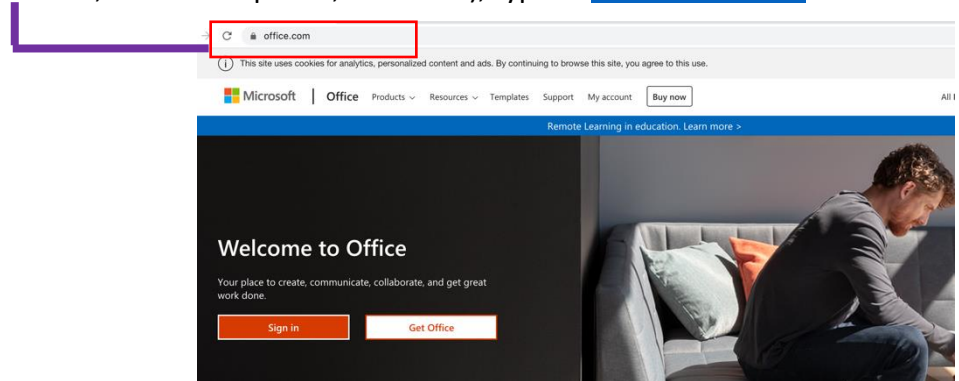 office.com
This site uses cookies for analytics, personalized content and ads. By continuing to browse this site, you agree to this use.
Microsoft | Office Products Resources Templates Support My account Buy now All
Remote Learning in education. Learn more >
Welcome to Office
Your place to create, communicate, collaborate, and get great
work done.
Sign in Get Office